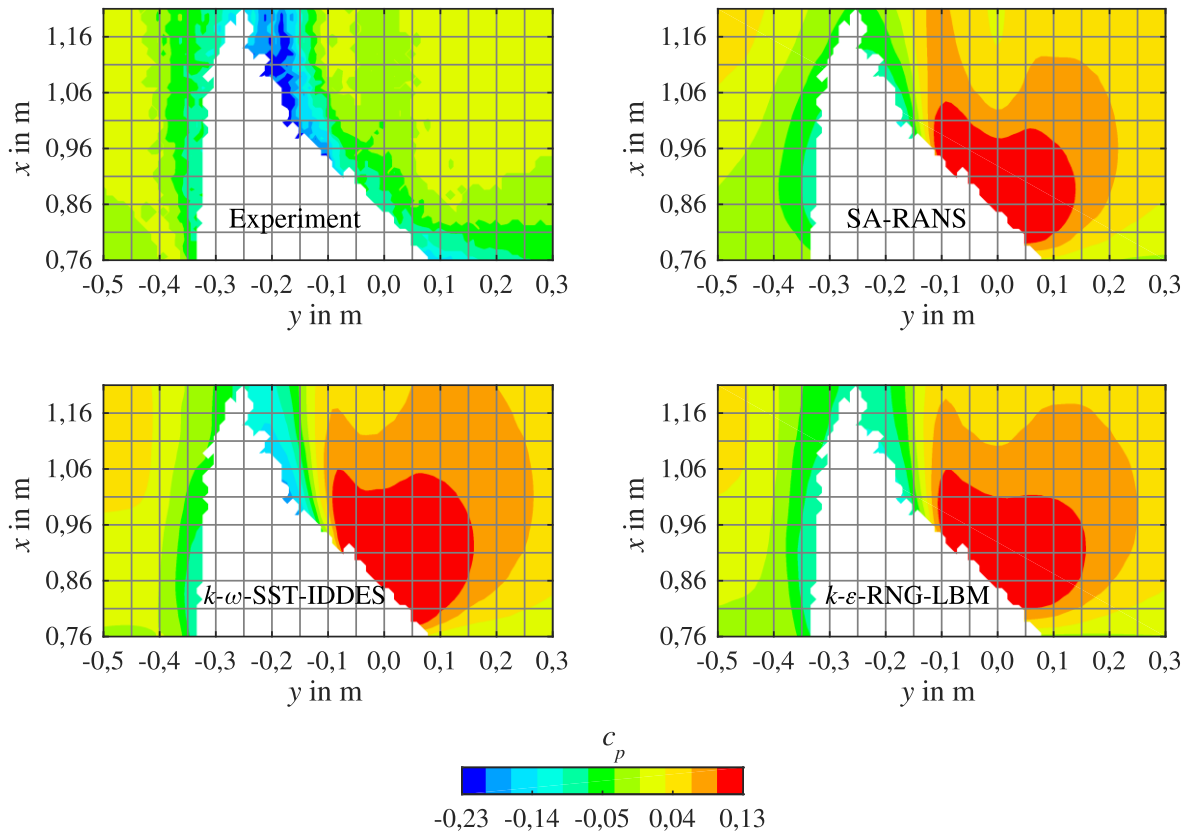 1,16
1,06
0,96
0,86
0,76
x in m
Experiment
-0,5 -0,4 -0,3 -0,2 -0,1 0,0 0,1 0,2 0,3
y in m
1,16
1,06
0,96
0,86
0,76
x in m
SA-RANS
-0,5 -0,4 -0,3 -0,2 -0,1 0,0 0,1 0,2 0,3
y in m
1,16
1,06
0,96
0,86
0,76
x in m
k-ω-SST-IDDES
-0,5 -0,4 -0,3 -0,2 -0,1 0,0 0,1 0,2 0,3
y in m
1,16
1,06
0,96
0,86
0,76
x in m
k-ε-RNG-LBM
-0,5 -0,4 -0,3 -0,2 -0,1 0,0 0,1 0,2 0,3
y in m
c_p
-0,23 -0,14 -0,05 0,04 0,13